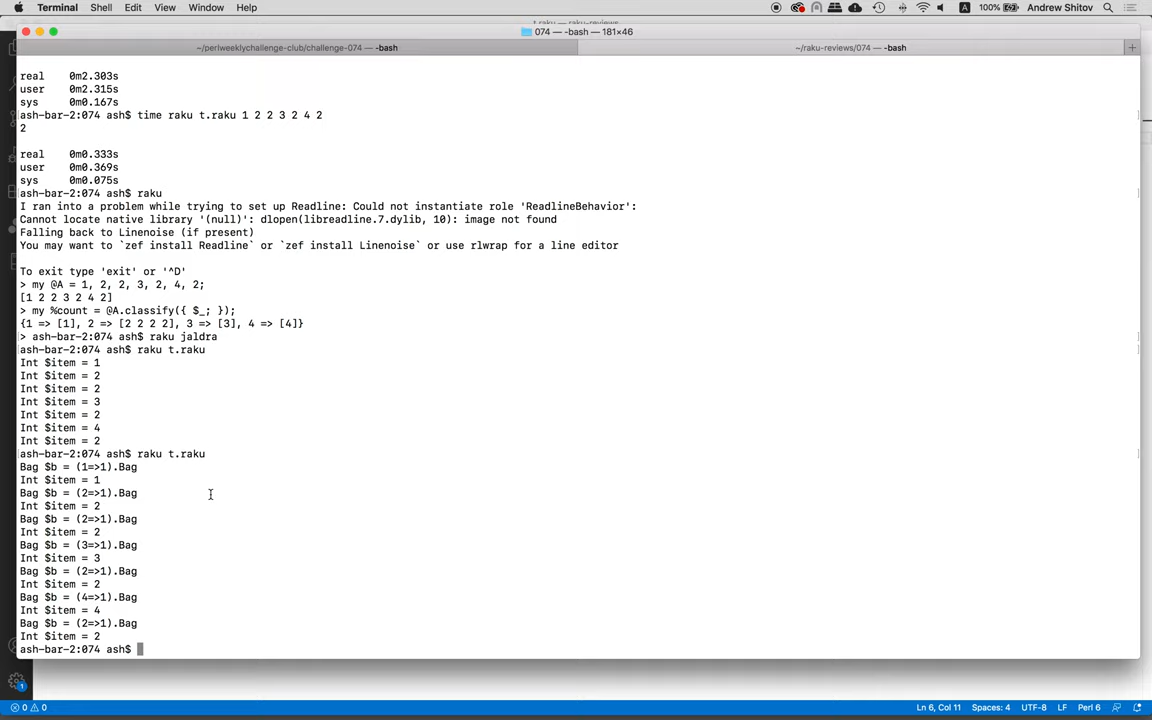 Terminal Shell Edit View Window Help 100% A Andrew Shitov
074 — -bash — 181×46
~/perlweeklychallenge-club/challenge-074 — -bash ~/raku-reviews/074 — -bash +
real 0m2.303s
user 0m2.315s
sys 0m0.167s
ash-bar-2:074 ash$ time raku t.raku 1 2 2 3 2 4 2
2
real 0m0.333s
user 0m0.369s
sys 0m0.075s
ash-bar-2:074 ash$ raku
I ran into a problem while trying to set up Readline: Could not instantiate role 'ReadlineBehavior':
Cannot locate native library '(null)': dlopen(libreadline.7.dylib, 10): image not found
Falling back to Linenoise (if present)
You may want to `zef install Readline` or `zef install Linenoise` or use rlwrap for a line editor
To exit type 'exit' or '^D'
> my @A = 1, 2, 2, 3, 2, 4, 2;
[1 2 2 3 2 4 2]
> my %count = @A.classify({ $_; });
{1 => [1], 2 => [2 2 2 2], 3 => [3], 4 => [4]}
> ash-bar-2:074 ash$ raku jaldra
ash-bar-2:074 ash$ raku t.raku
Int $item = 1
Int $item = 2
Int $item = 2
Int $item = 3
Int $item = 2
Int $item = 4
Int $item = 2
ash-bar-2:074 ash$ raku t.raku
Bag $b = (1=>1).Bag
Int $item = 1
Bag $b = (2=>1).Bag
Int $item = 2
Bag $b = (2=>1).Bag
Int $item = 2
Bag $b = (3=>1).Bag
Int $item = 3
Bag $b = (2=>1).Bag
Int $item = 2
Bag $b = (4=>1).Bag
Int $item = 4
Bag $b = (2=>1).Bag
Int $item = 2
ash-bar-2:074 ash$
1
0 0 Ln 6, Col 11 Spaces: 4 UTF-8 LF Perl 6